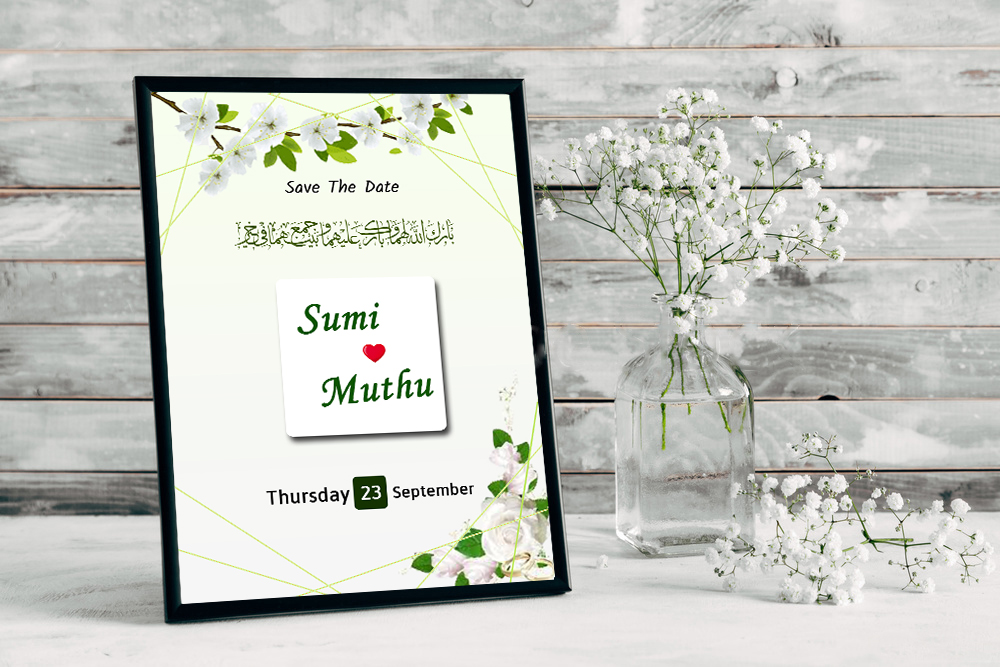 Save The Date
بارك الله لهما وبارك عليهما وجمع بينهما في خير
Sumi
Muthu
Thursday 23 September